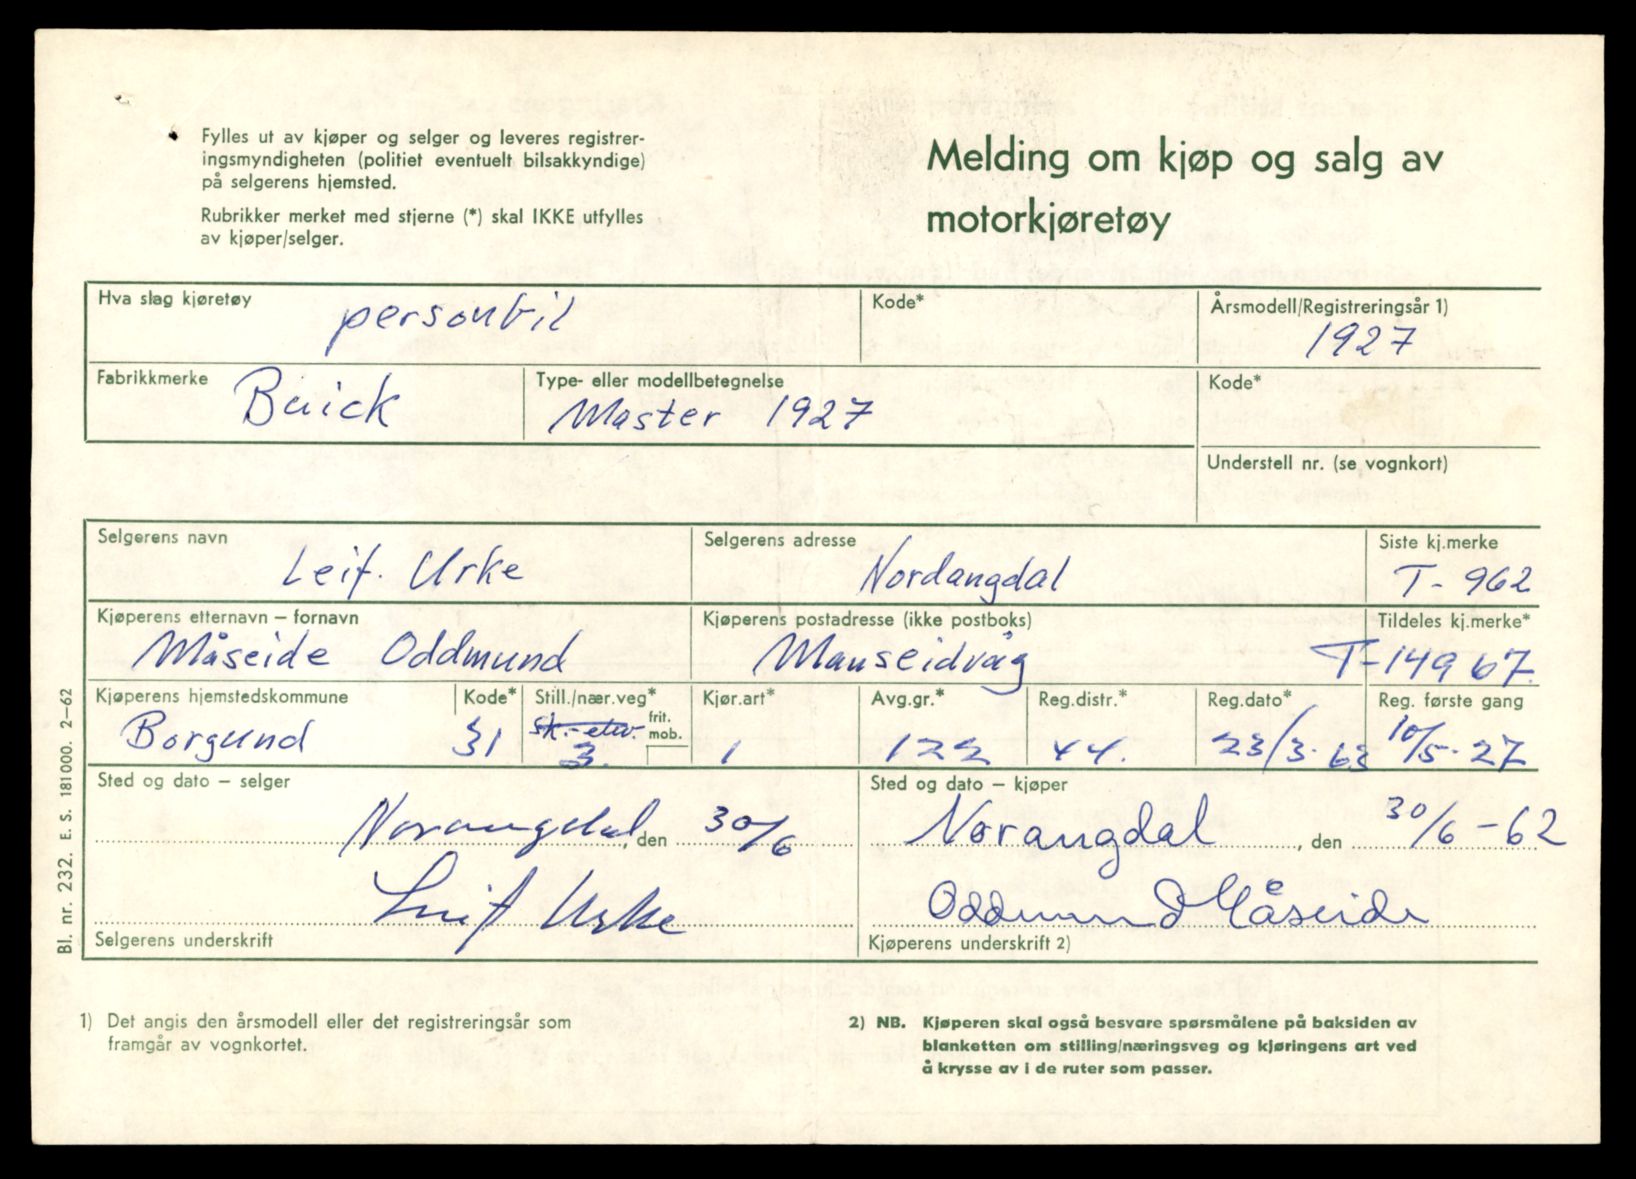 Fylles ut av kjøper og selger og leveres registrer-
ingsmyndigheten (politiet eventuelt bilsakkyndige)
på selgerens hjemsted.
Rubrikker merket med stjerne (*) skal IKKE utfylles
av kjøper/selger.
Melding om kjøp og salg av
motorkjøretøy
Hva slag kjøretøy
personbil
Kode*
Årsmodell/Registreringsår 1)
1927
Fabrikkmerke
Buick
Type- eller modellbetegnelse
Master 1927
Kode*
Understell nr. (se vognkort)
Selgerens navn
Leif. Urke
Selgerens adresse
Nordangdal
Siste kj.merke
T- 962
Kjøperens etternavn – fornavn
Måseide Oddmund
Kjøperens postadresse (ikke postboks)
Mauseidvåg
Tildeles kj.merke*
T-14967.
Kjøperens hjemstedskommune
Borgund
Kode*
31
Still./nær.veg*
3.
frit.
mob.
Kjør.art*
1
Avg.gr.*
122
Reg.distr.*
44.
Reg.dato*
23/3-63
Reg. første gang
10/5-27
Sted og dato – selger
Norangdal, den 30/6
Leif Urke
Selgerens underskrift
Sted og dato – kjøper
Norangdal, den 30/6-62
Oddmund Måseide
Kjøperens underskrift 2)
Bl. nr. 232. E. S. 181000. 2–62
1) Det angis den årsmodell eller det registreringsår som
framgår av vognkortet.
2) NB. Kjøperen skal også besvare spørsmålene på baksiden av
blanketten om stilling/næringsveg og kjøringens art ved
å krysse av i de ruter som passer.